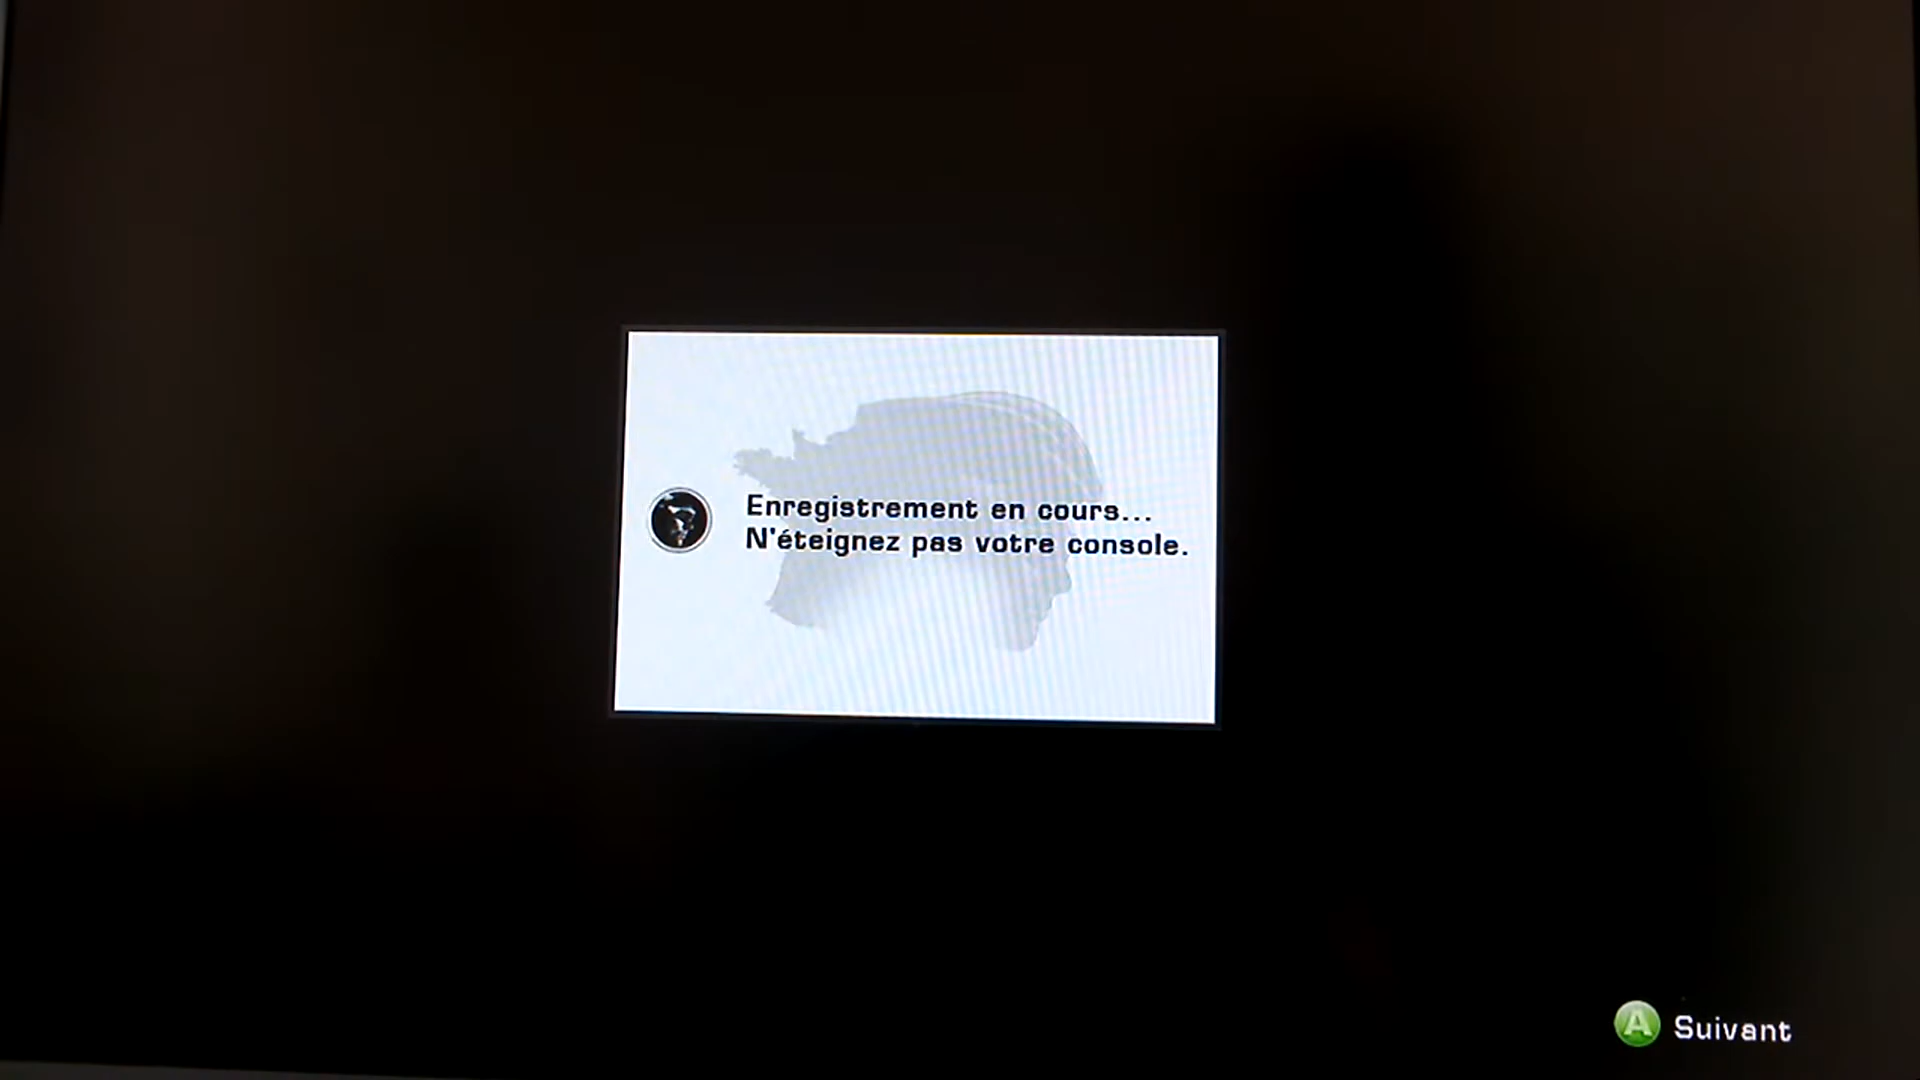 Enregistrement en cours...
N'éteignez pas votre console.
A Suivant